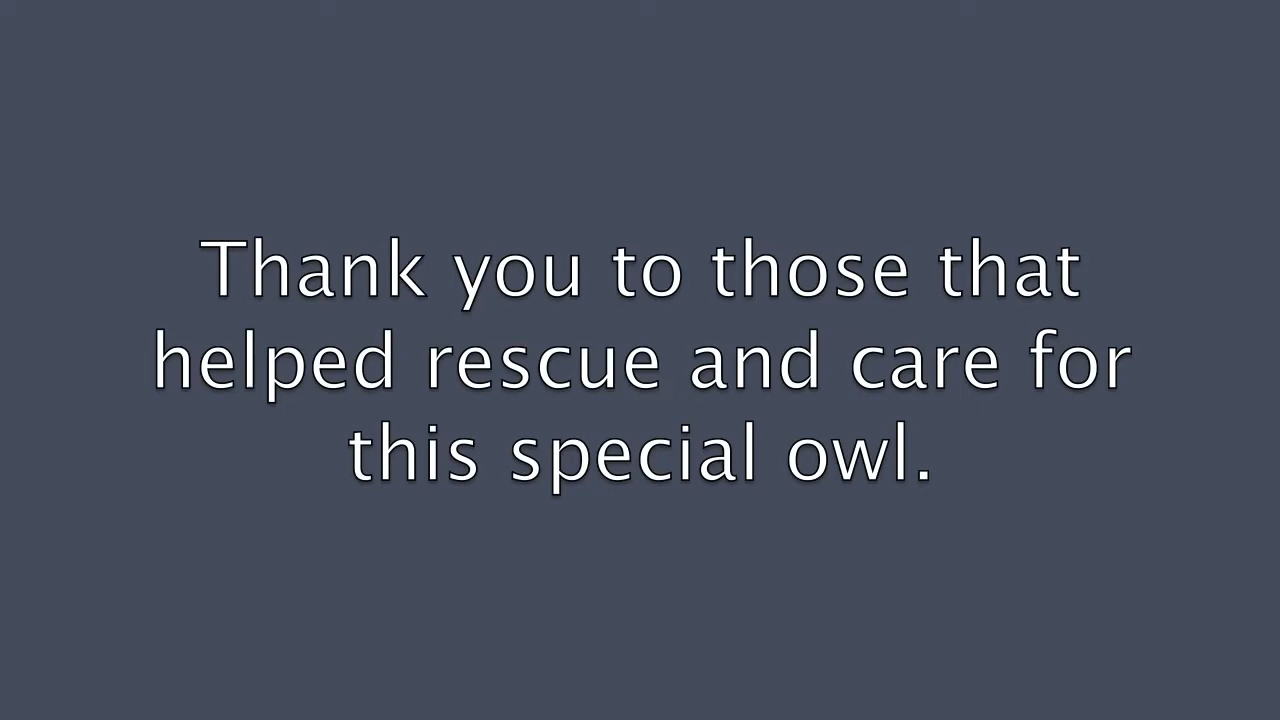 Thank you to those that
helped rescue and care for
this special owl.